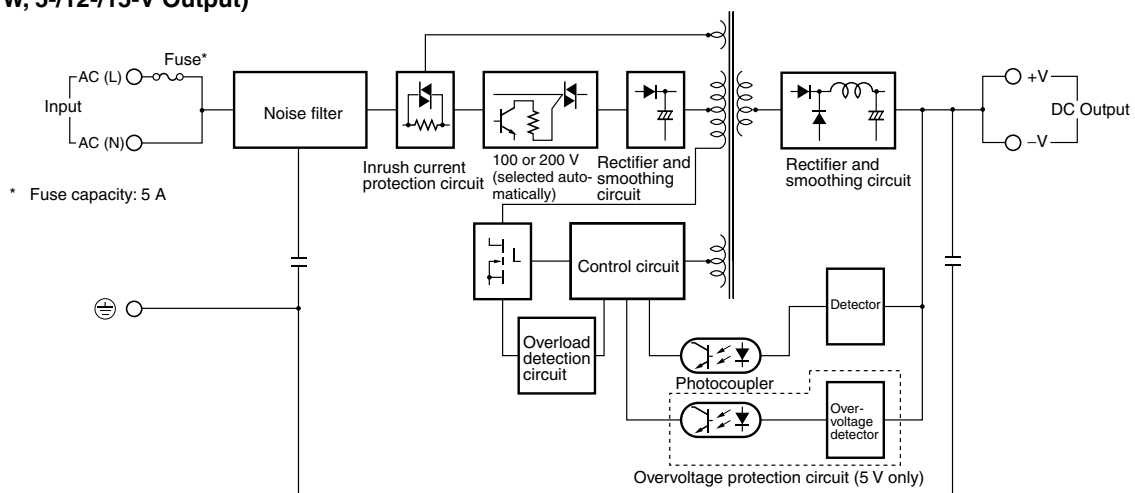 5-/12-/15-V Output)
Fuse*
AC (L)
Input
AC (N)
* Fuse capacity: 5 A
Noise filter
Inrush current
protection circuit
100 or 200 V
(selected auto-
matically)
Rectifier and
smoothing
circuit
Rectifier and
smoothing circuit
+V
DC Output
–V
Control circuit
Overload
detection
circuit
Detector
Photocoupler
Over-
voltage
detector
Overvoltage protection circuit (5 V only)